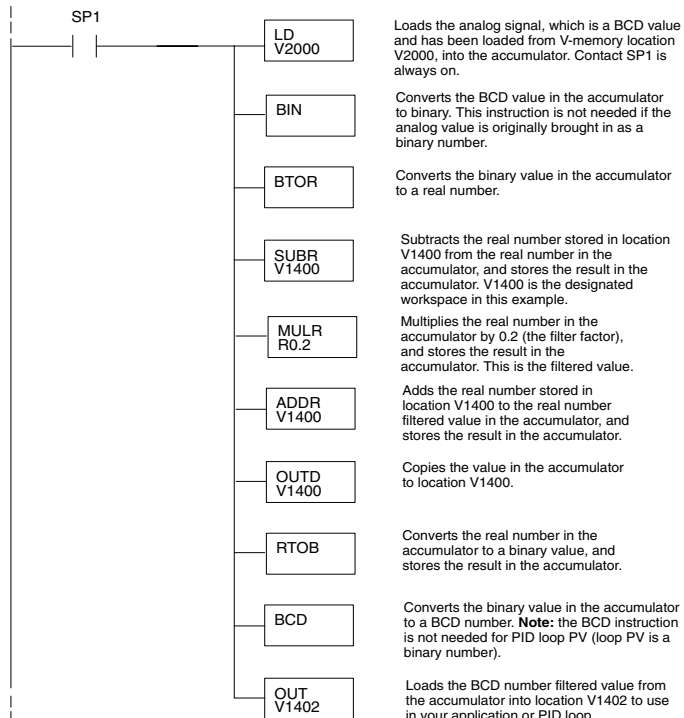 SP1
LD
V2000
Loads the analog signal, which is a BCD value
and has been loaded from V-memory location
V2000, into the accumulator. Contact SP1 is
always on.
BIN
Converts the BCD value in the accumulator
to binary. This instruction is not needed if the
analog value is originally brought in as a
binary number.
BTOR
Converts the binary value in the accumulator
to a real number.
SUBR
V1400
Subtracts the real number stored in location
V1400 from the real number in the
accumulator, and stores the result in the
accumulator. V1400 is the designated
workspace in this example.
MULR
R0.2
Multiplies the real number in the
accumulator by 0.2 (the filter factor),
and stores the result in the
accumulator. This is the filtered value.
ADDR
V1400
Adds the real number stored in
location V1400 to the real number
filtered value in the accumulator, and
stores the result in the accumulator.
OUTD
V1400
Copies the value in the accumulator
to location V1400.
RTOB
Converts the real number in the
accumulator to a binary value, and
stores the result in the accumulator.
BCD
Converts the binary value in the accumulator
to a BCD number. Note: the BCD instruction
is not needed for PID loop PV (loop PV is a
binary number).
OUT
V1402
Loads the BCD number filtered value from
the accumulator into location V1402 to use
in your application or PID loop.